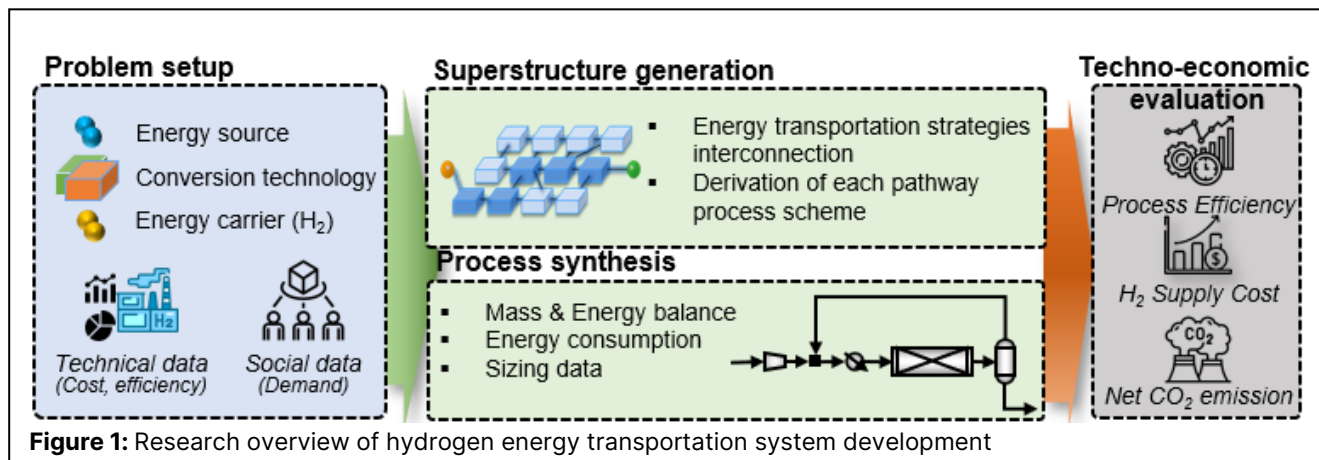 Problem setup
Energy source
Conversion technology
Energy carrier (H₂)
H₂
Technical data
(Cost, efficiency)
Social data
(Demand)
Superstructure generation
▪ Energy transportation strategies
interconnection
▪ Derivation of each pathway
process scheme
Process synthesis
▪ Mass & Energy balance
▪ Energy consumption
▪ Sizing data
Techno-economic
evaluation
Process Efficiency
$
H₂ Supply Cost
CO₂
Net CO₂ emission
Figure 1: Research overview of hydrogen energy transportation system development